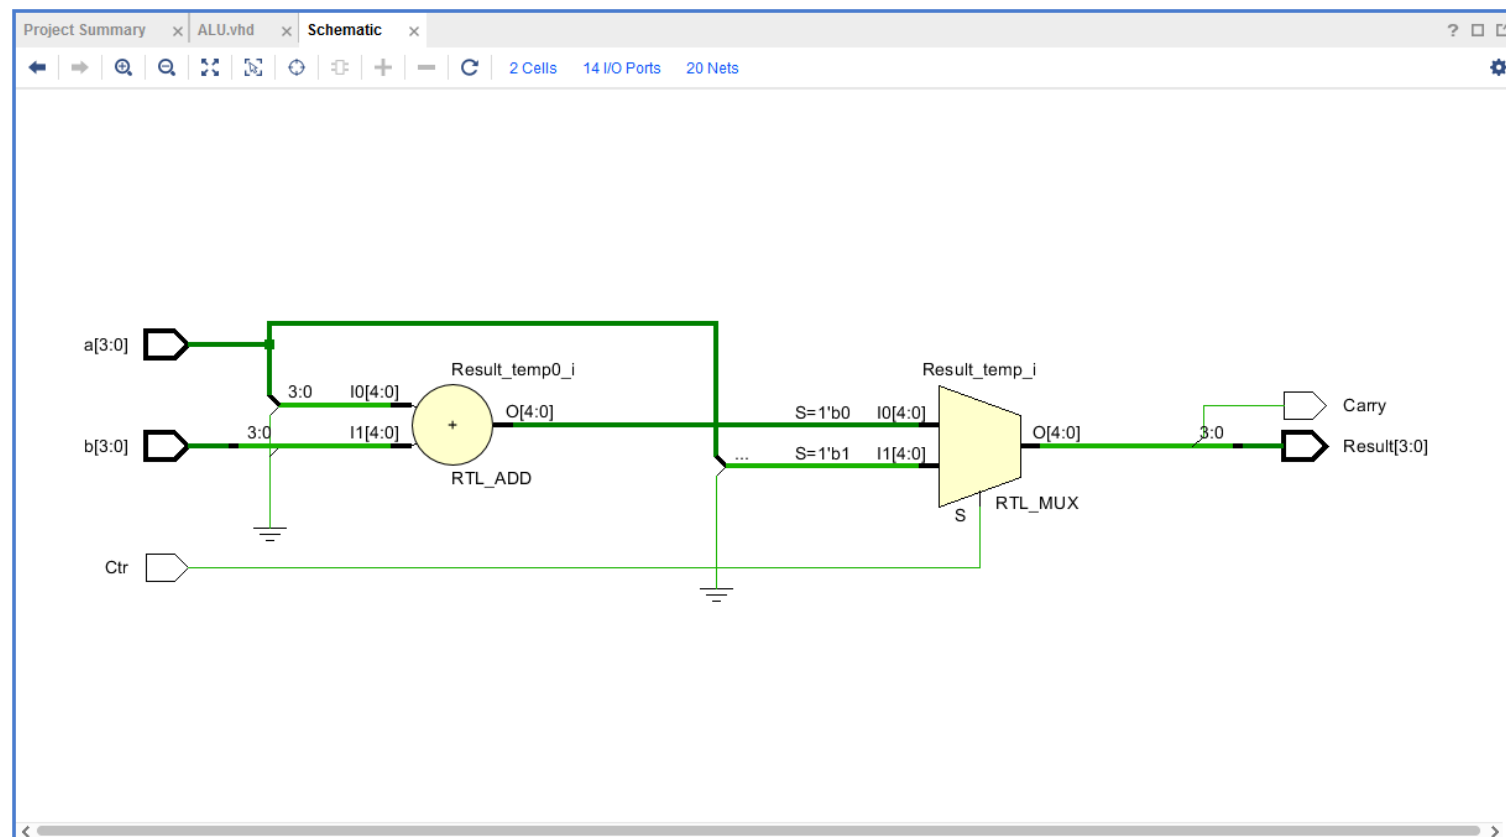 Project Summary ALU.vhd Schematic
2 Cells 14 I/O Ports 20 Nets
a[3:0]
Result_temp0_i
Result_temp_i
3:0 I0[4:0]
O[4:0]
S=1'b0 I0[4:0]
Carry
b[3:0]
3:0 I1[4:0]
+
... S=1'b1 I1[4:0]
O[4:0]
3:0
Result[3:0]
RTL_ADD
RTL_MUX
S
Ctr